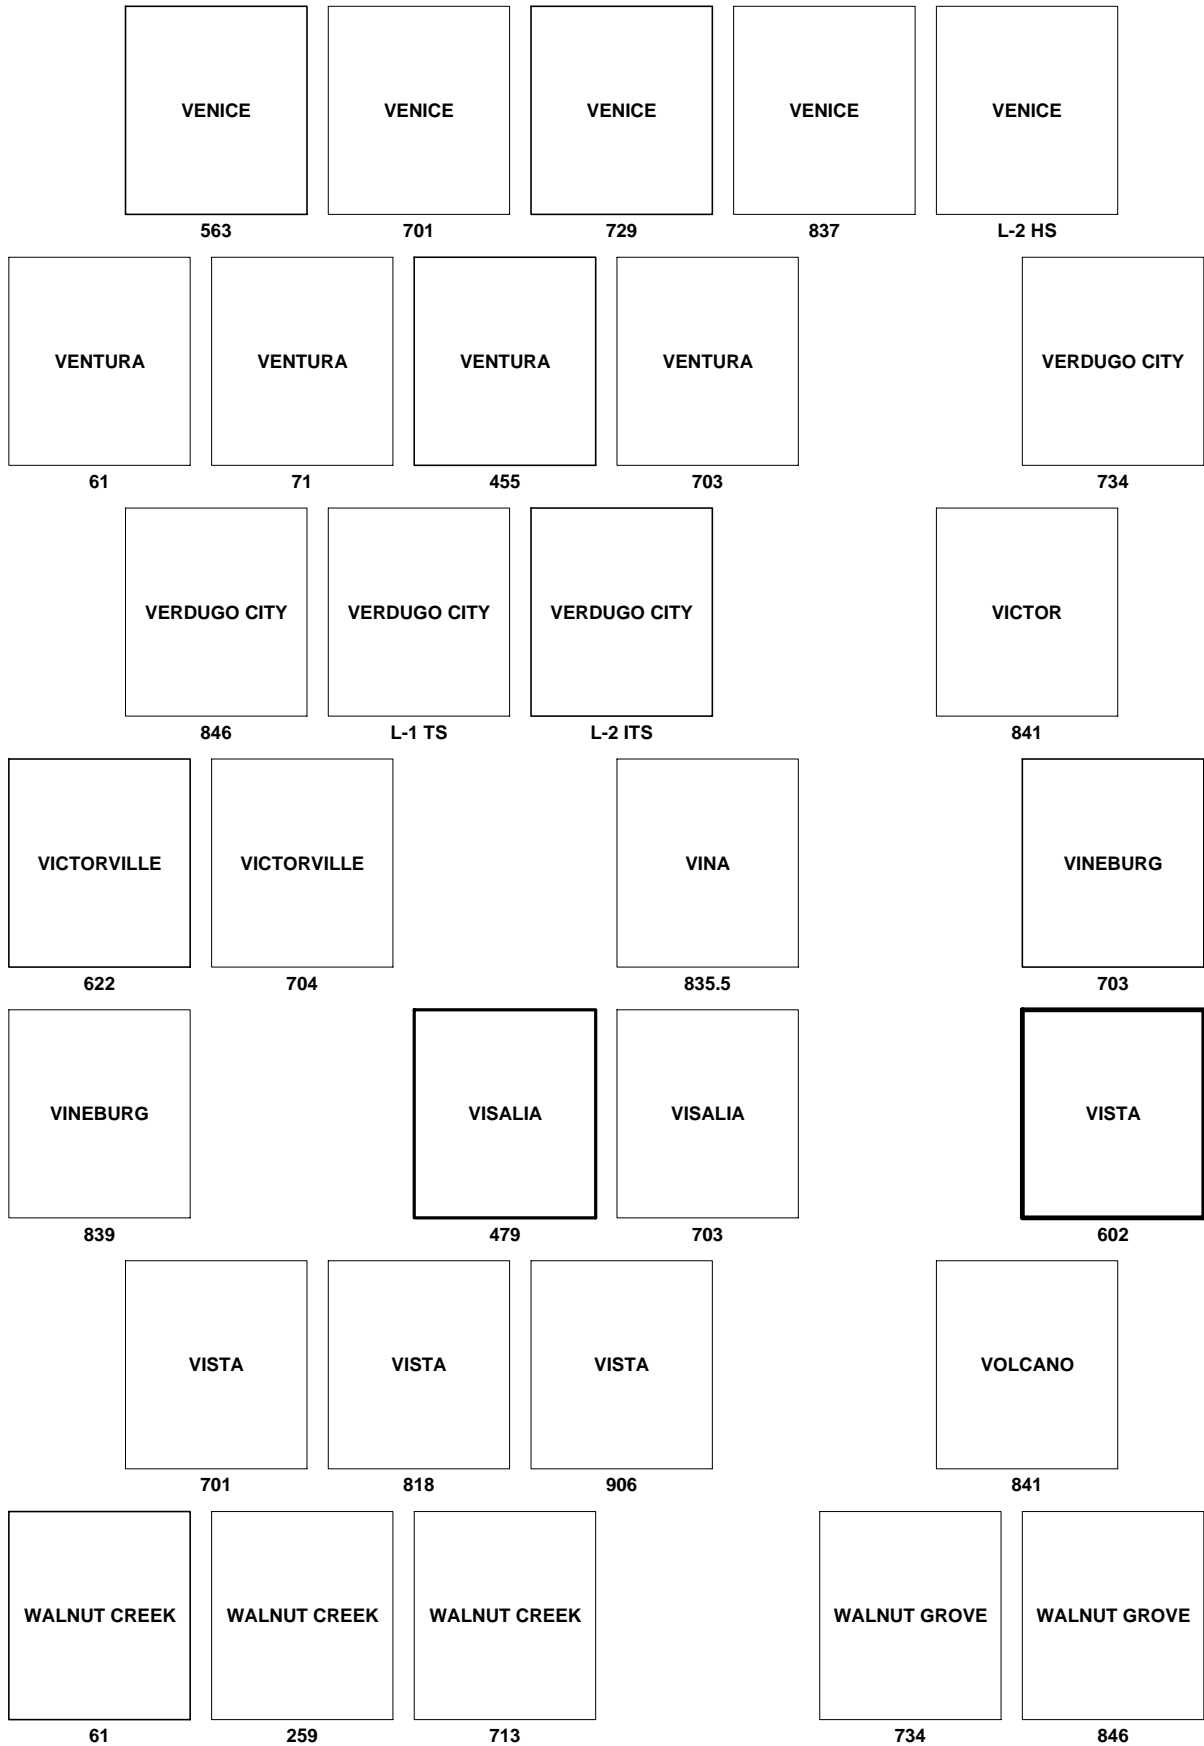 VENICE VENICE VENICE VENICE VENICE
563 701 729 837 L-2 HS
VENTURA VENTURA VENTURA VENTURA VERDUGO CITY
61 71 455 703 734
VERDUGO CITY VERDUGO CITY VERDUGO CITY VICTOR
846 L-1 TS L-2 ITS 841
VICTORVILLE VICTORVILLE VINA VINEBURG
622 704 835.5 703
VINEBURG VISALIA VISALIA VISTA
839 479 703 602
VISTA VISTA VISTA VOLCANO
701 818 906 841
WALNUT CREEK WALNUT CREEK WALNUT CREEK WALNUT GROVE WALNUT GROVE
61 259 713 734 846